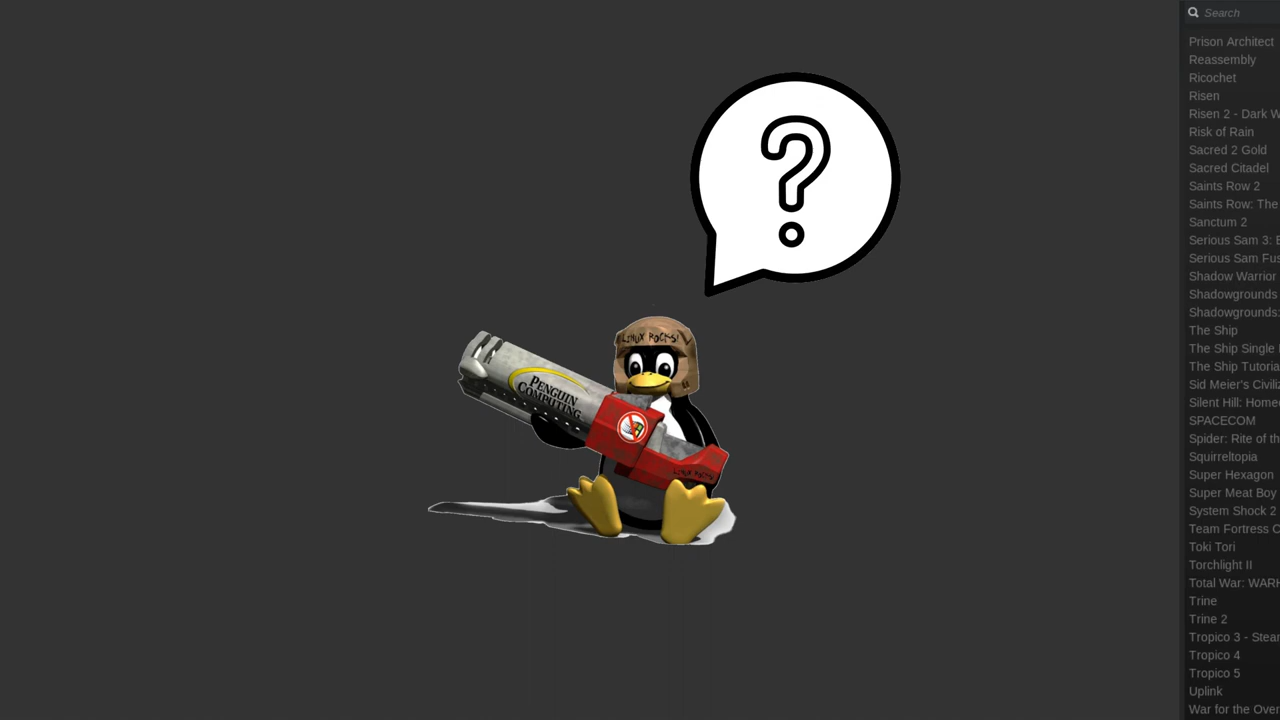 Search
Prison Architect
Reassembly
Ricochet
Risen
Risen 2 - Dark W
Risk of Rain
Sacred 2 Gold
Sacred Citadel
Saints Row 2
Saints Row: The
Sanctum 2
Serious Sam 3: B
Serious Sam Fus
Shadow Warrior
Shadowgrounds
Shadowgrounds:
The Ship
The Ship Single
The Ship Tutoria
Sid Meier's Civiliz
Silent Hill: Home
SPACECOM
Spider: Rite of th
Squirreltopia
Super Hexagon
Super Meat Boy
System Shock 2
Team Fortress C
Toki Tori
Torchlight II
Total War: WARH
Trine
Trine 2
Tropico 3 - Stea
Tropico 4
Tropico 5
Uplink
War for the Over
?
LINUX ROCKS!
PENGUIN
COMPUTING